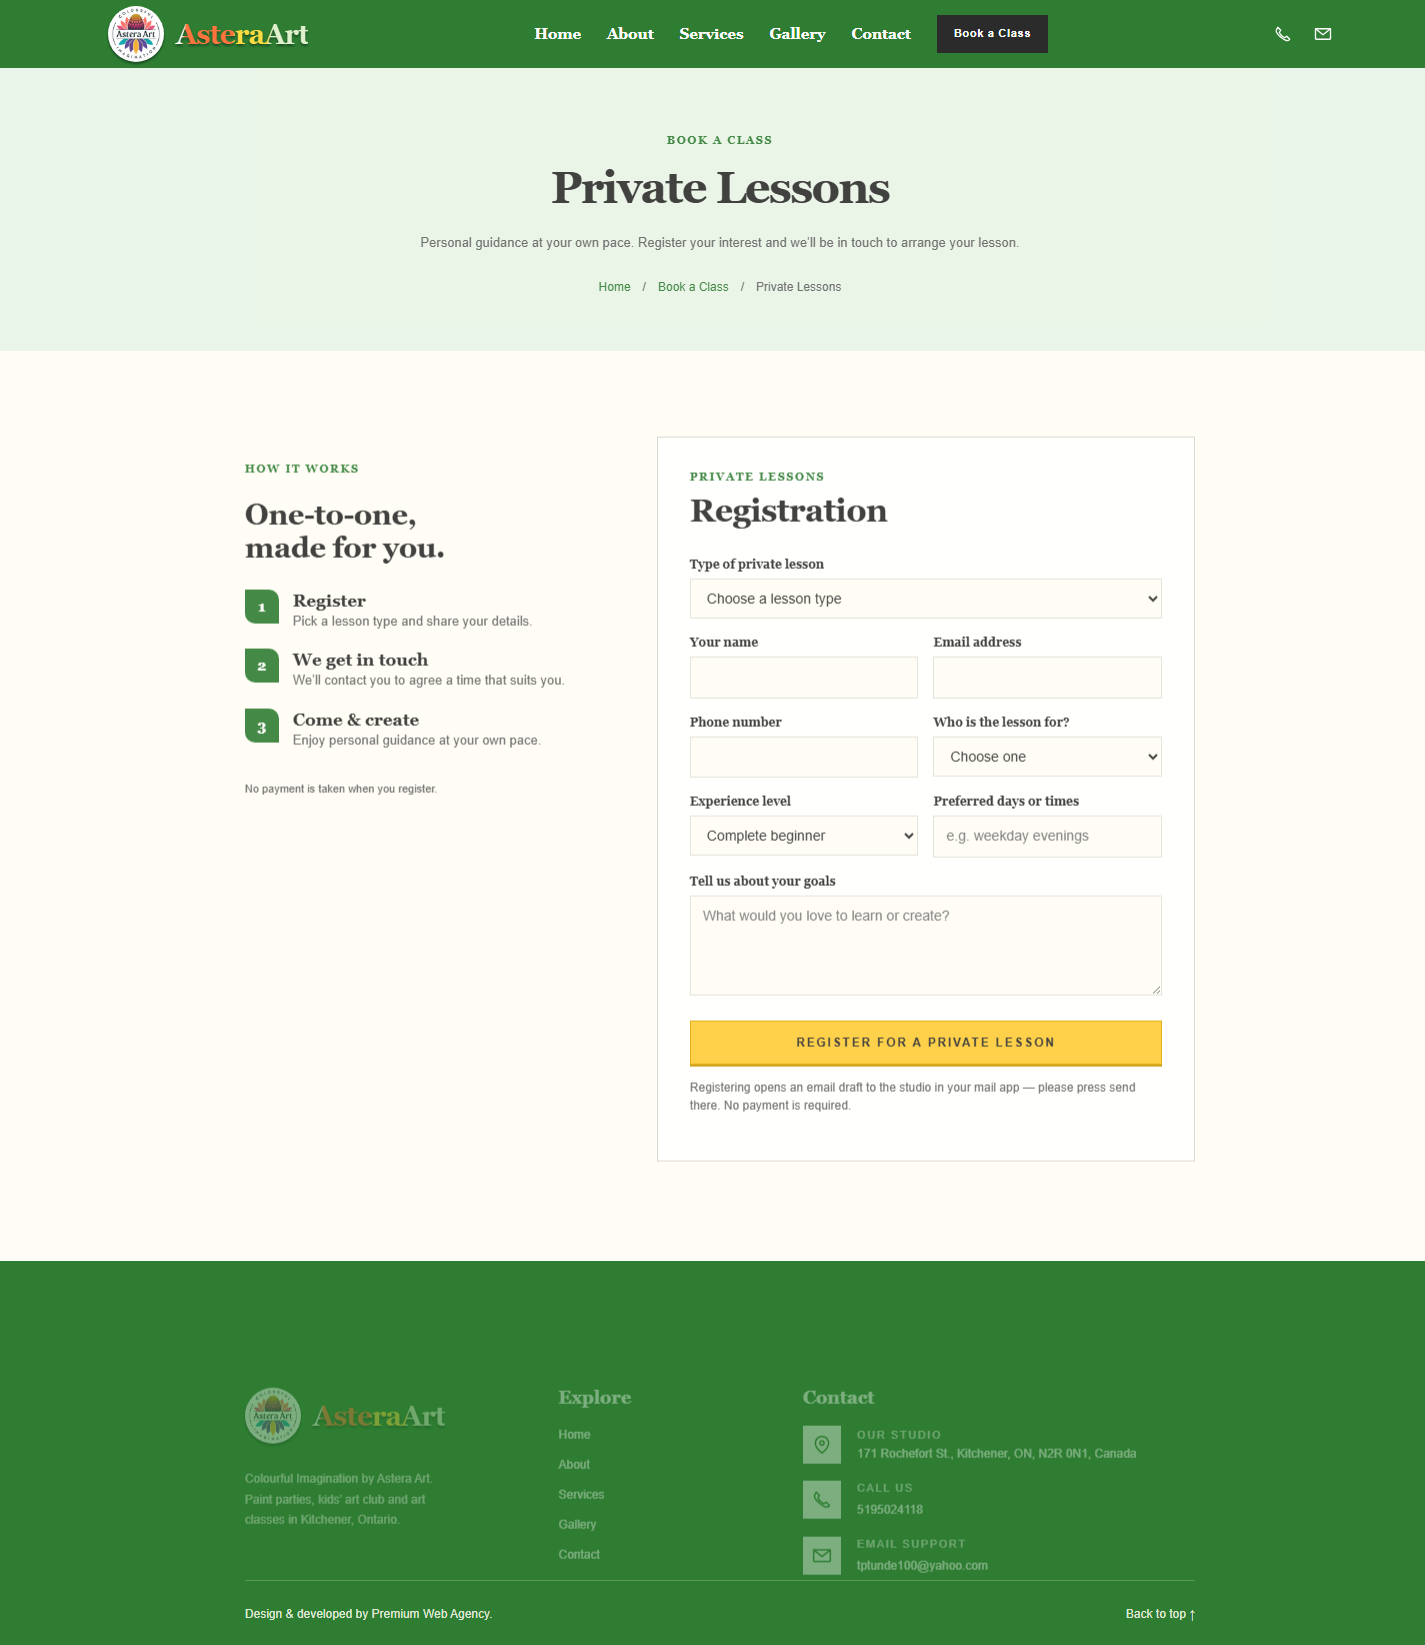 COLORFUL
Astera Art
IMAGINATION
AsteraArt
Home
About
Services
Gallery
Contact
Book a Class
BOOK A CLASS
Private Lessons
Personal guidance at your own pace. Register your interest and we'll be in touch to arrange your lesson.
Home / Book a Class / Private Lessons
HOW IT WORKS
One-to-one,
made for you.
1
Register
Pick a lesson type and share your details.
2
We get in touch
We'll contact you to agree a time that suits you.
3
Come & create
Enjoy personal guidance at your own pace.
No payment is taken when you register.
PRIVATE LESSONS
Registration
Type of private lesson
Choose a lesson type
Your name
Email address
Phone number
Who is the lesson for?
Choose one
Experience level
Complete beginner
Preferred days or times
e.g. weekday evenings
Tell us about your goals
What would you love to learn or create?
REGISTER FOR A PRIVATE LESSON
Registering opens an email draft to the studio in your mail app — please press send
there. No payment is required.
COLORFUL
Astera Art
IMAGINATION
AsteraArt
Colourful Imagination by Astera Art.
Paint parties, kids' art club and art
classes in Kitchener, Ontario.
Explore
Home
About
Services
Gallery
Contact
Contact
OUR STUDIO
171 Rochefort St., Kitchener, ON, N2R 0N1, Canada
CALL US
5195024118
EMAIL SUPPORT
tptunde100@yahoo.com
Design & developed by Premium Web Agency.
Back to top ↑